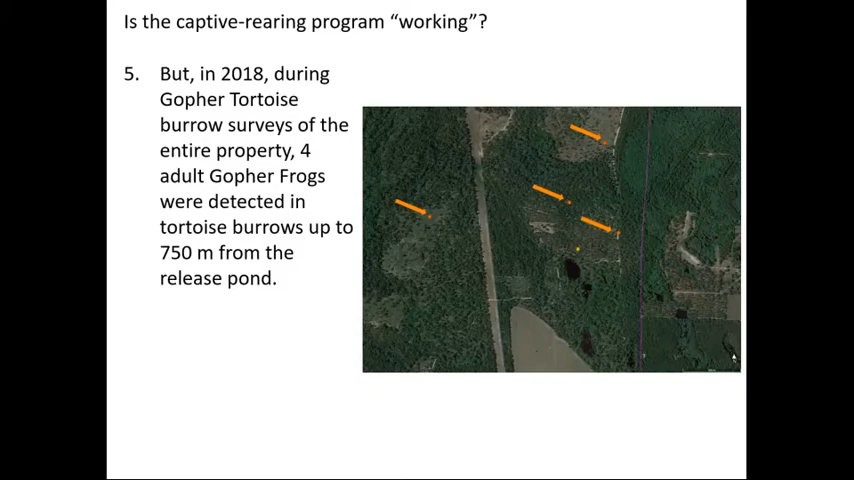 Is the captive-rearing program “working”?
5. But, in 2018, during
Gopher Tortoise
burrow surveys of the
entire property, 4
adult Gopher Frogs
were detected in
tortoise burrows up to
750 m from the
release pond.